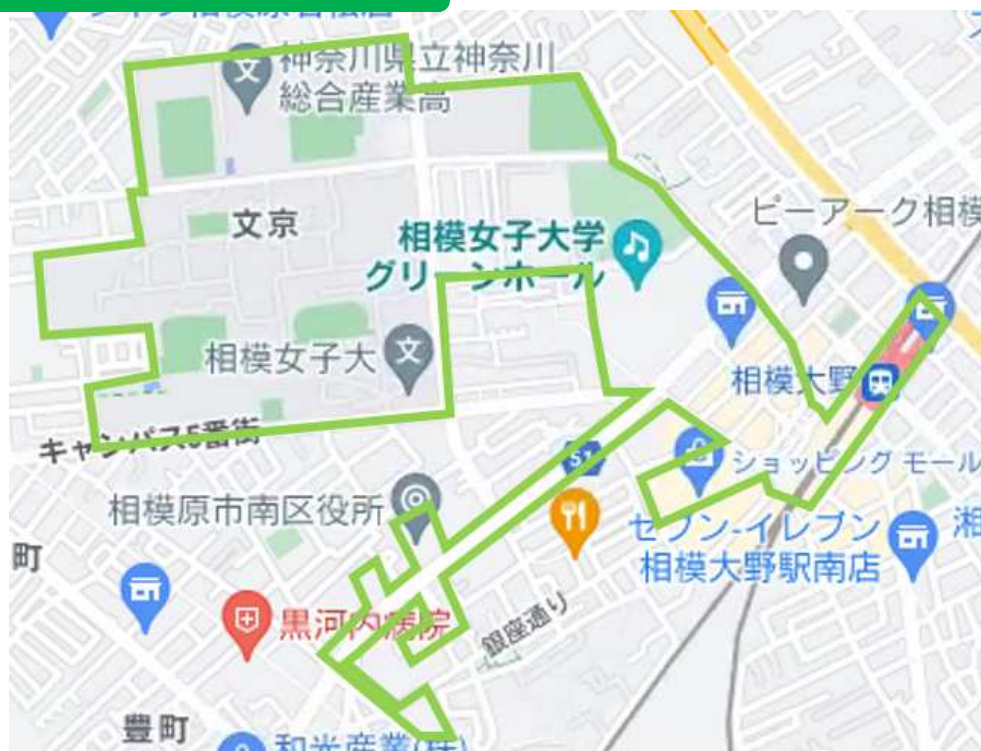 神奈川県立神奈川
総合産業高
文京
相模女子大学
グリーンホール
ピーアーク相模
相模女子大
相模大野
キャンパス5番街
ショッピング モール
相模原市南区役所
セブン-イレブン
相模大野駅南店
湘
町
黒河内病院
銀座通り
豊町
和光産業(株)